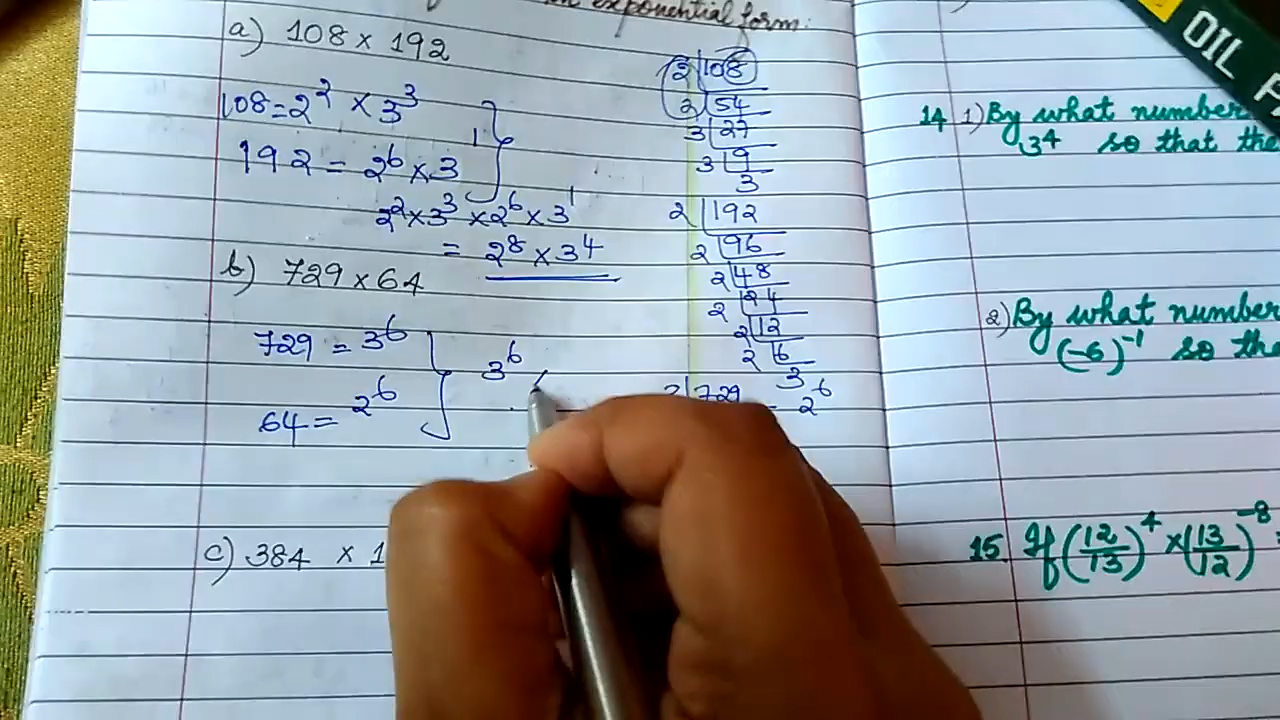 exponential form:
a) 108 x 192
108 = 2² x 3³
192 = 2⁶ x 3¹
2² x 3³ x 2⁶ x 3¹
= 2⁸ x 3⁴
b) 729 x 64
729 = 3⁶
64 = 2⁶
3⁶
c) 384 x 1
2 108
2 54
3 27
3 9
3
2 192
2 96
2 48
2 24
2 12
2 6
3
729
2⁶
OIL P
14 1) By what number
3⁴ so that the
2) By what number
(-6)⁻¹ so tha
15. If (12/13)⁴ x (13/12)⁻⁸ =